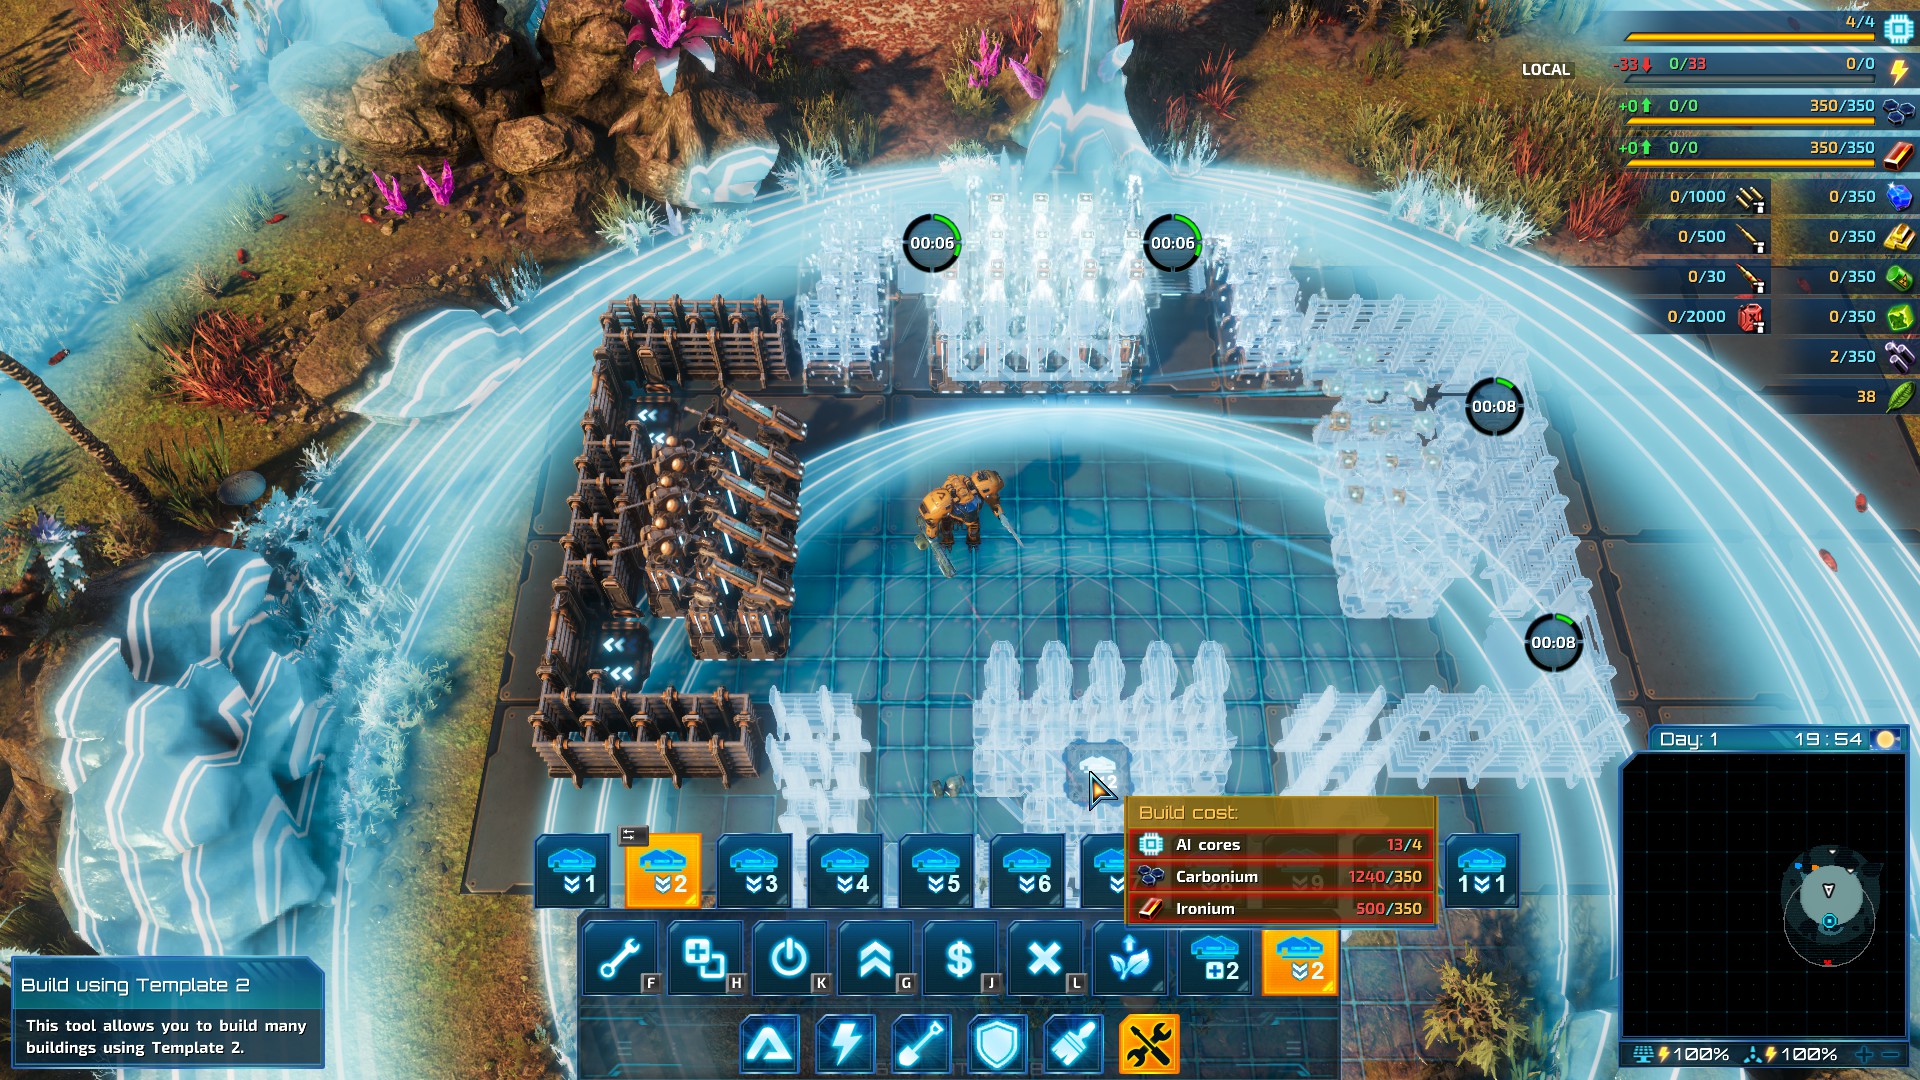 4/4
LOCAL
-33 0/33 0/0
+0 0/0 350/350
+0 0/0 350/350
0/1000 0/350
0/500 0/350
0/30 0/350
0/2000 0/350
2/350
38
00:06
00:06
00:08
00:08
Day: 1 19:54
2
Build cost:
AI cores 13/4
Carbonium 1240/350
Ironium 500/350
1
2
3
4
5
6
1 1
F
H
K
G
J
L
2
2
Build using Template 2
This tool allows you to build many
buildings using Template 2.
100% 100%